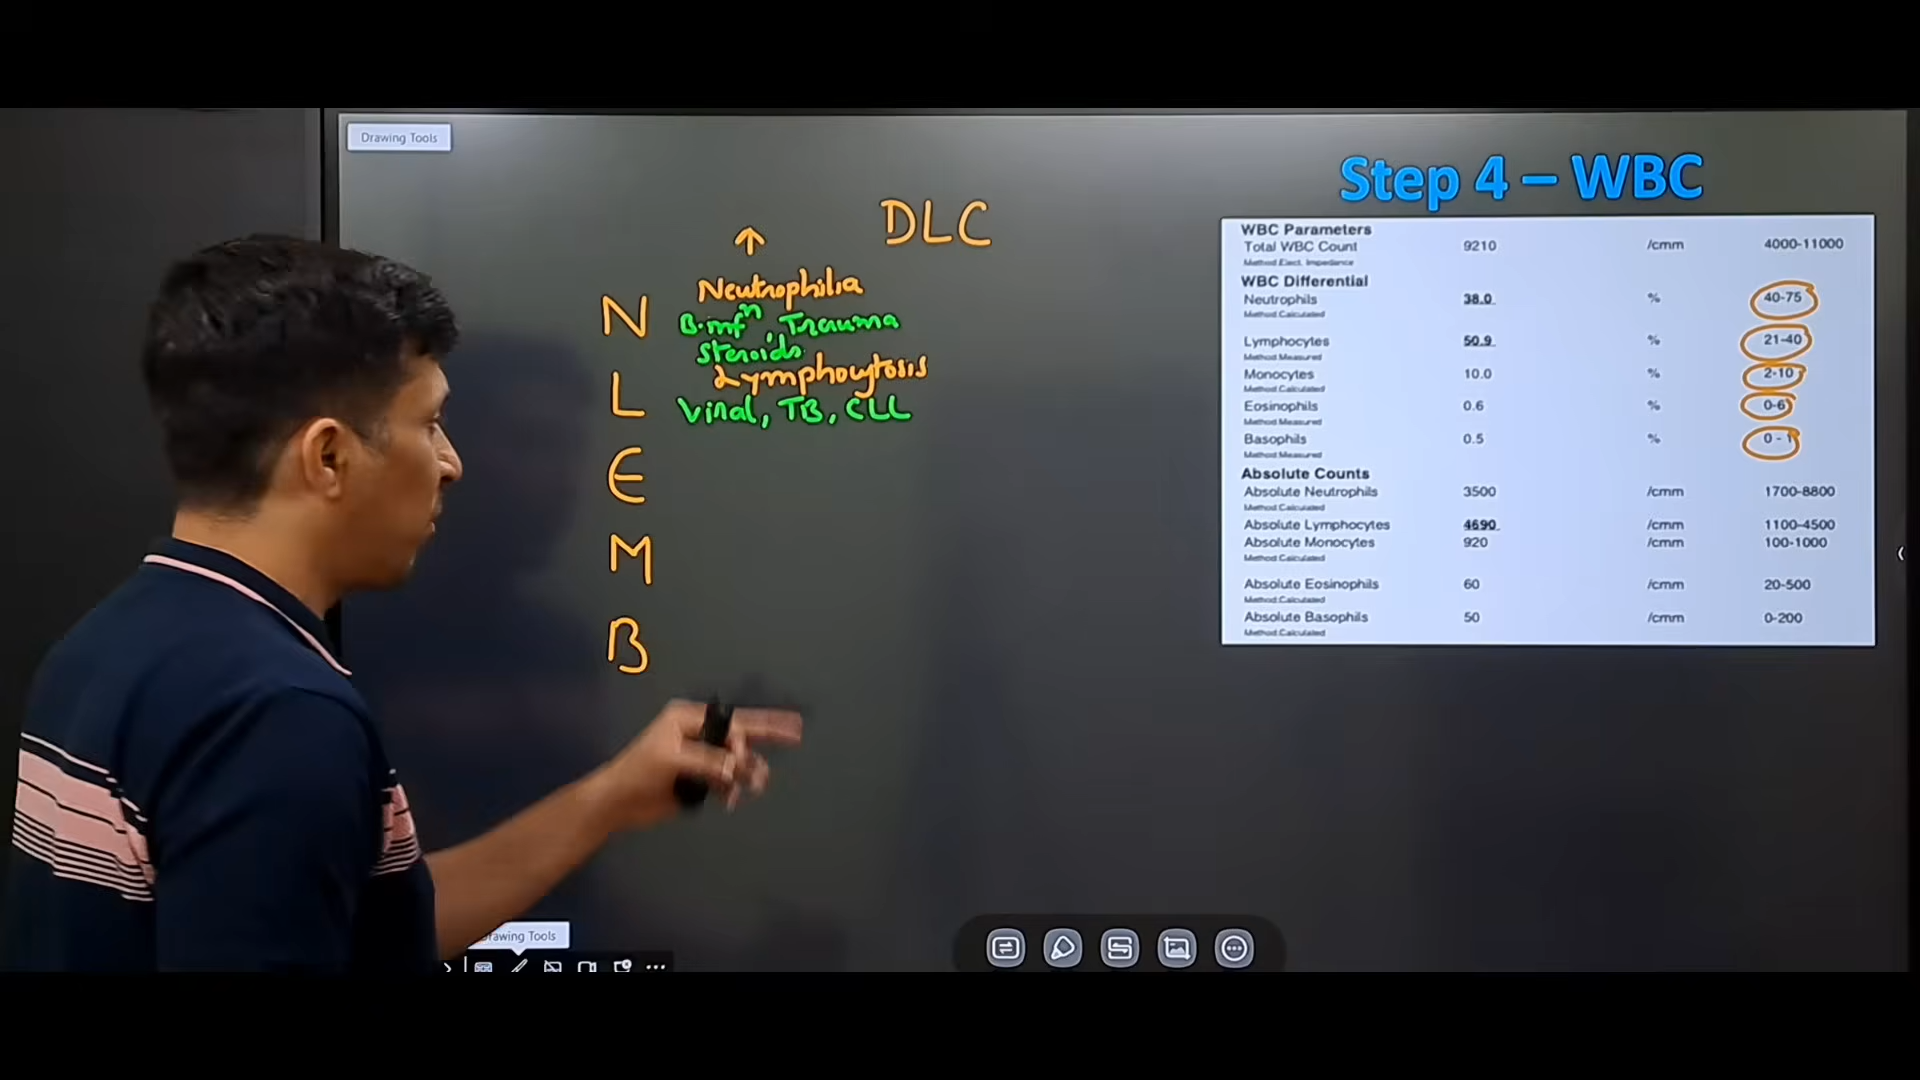 Drawing Tools
Step 4 – WBC
DLC
↑
Neutrophilia
N
B.infn, Trauma
Steroids
Lymphocytosis
L
Viral, TB, CLL
E
M
B
WBC Parameters
Total WBC Count 9210 /cmm 4000-11000
Method:Elect. Impedance
WBC Differential
Neutrophils 38.0 % 40-75
Method:Calculated
Lymphocytes 50.9 % 21-40
Method:Measured
Monocytes 10.0 % 2-10
Method:Calculated
Eosinophils 0.6 % 0-6
Method:Measured
Basophils 0.5 % 0 - 1
Method:Measured
Absolute Counts
Absolute Neutrophils 3500 /cmm 1700-8800
Method:Calculated
Absolute Lymphocytes 4690 /cmm 1100-4500
Absolute Monocytes 920 /cmm 100-1000
Method:Calculated
Absolute Eosinophils 60 /cmm 20-500
Method:Calculated
Absolute Basophils 50 /cmm 0-200
Method:Calculated
rawing Tools